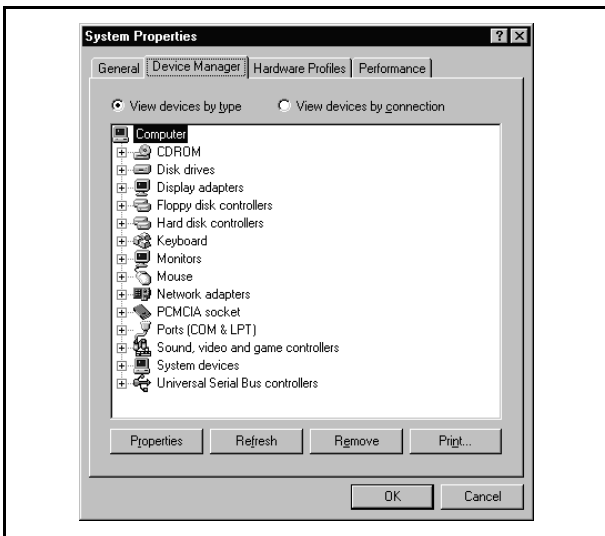 System Properties
General Device Manager Hardware Profiles Performance
View devices by type View devices by connection
Computer
CDROM
Disk drives
Display adapters
Floppy disk controllers
Hard disk controllers
Keyboard
Monitors
Mouse
Network adapters
PCMCIA socket
Ports (COM & LPT)
Sound, video and game controllers
System devices
Universal Serial Bus controllers
Properties Refresh Remove Print...
OK Cancel